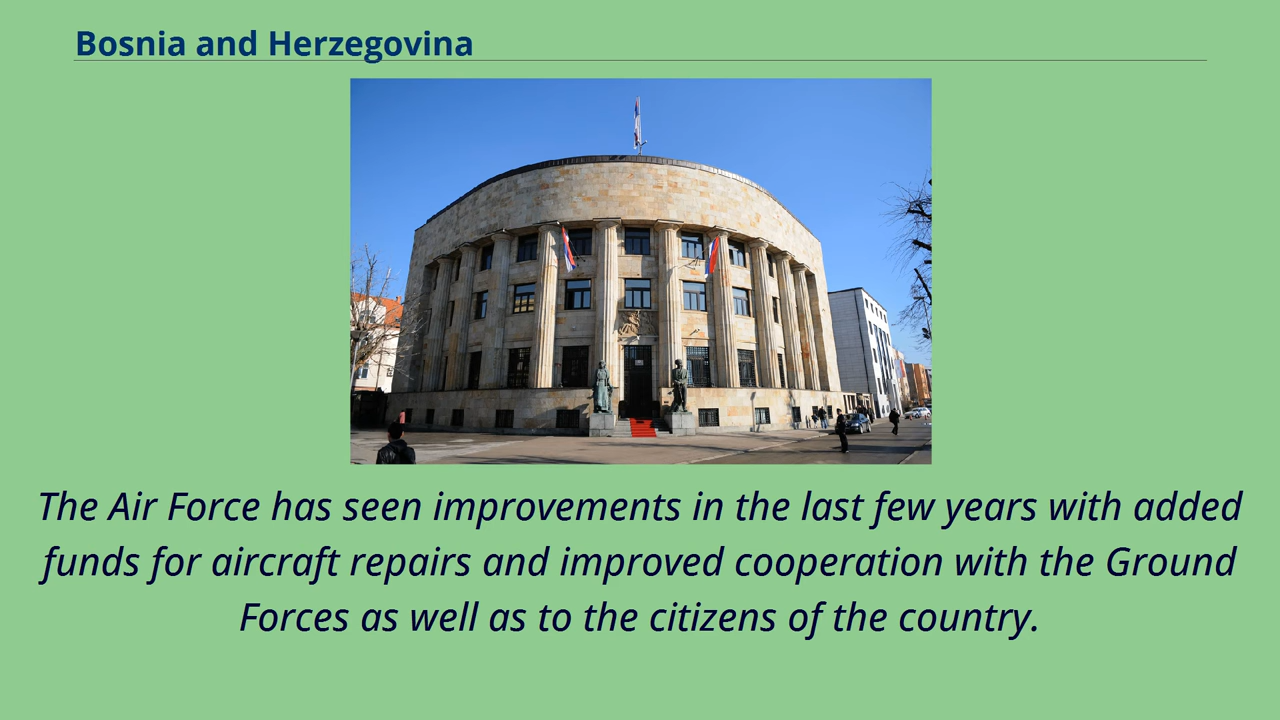 Bosnia and Herzegovina
The Air Force has seen improvements in the last few years with added
funds for aircraft repairs and improved cooperation with the Ground
Forces as well as to the citizens of the country.